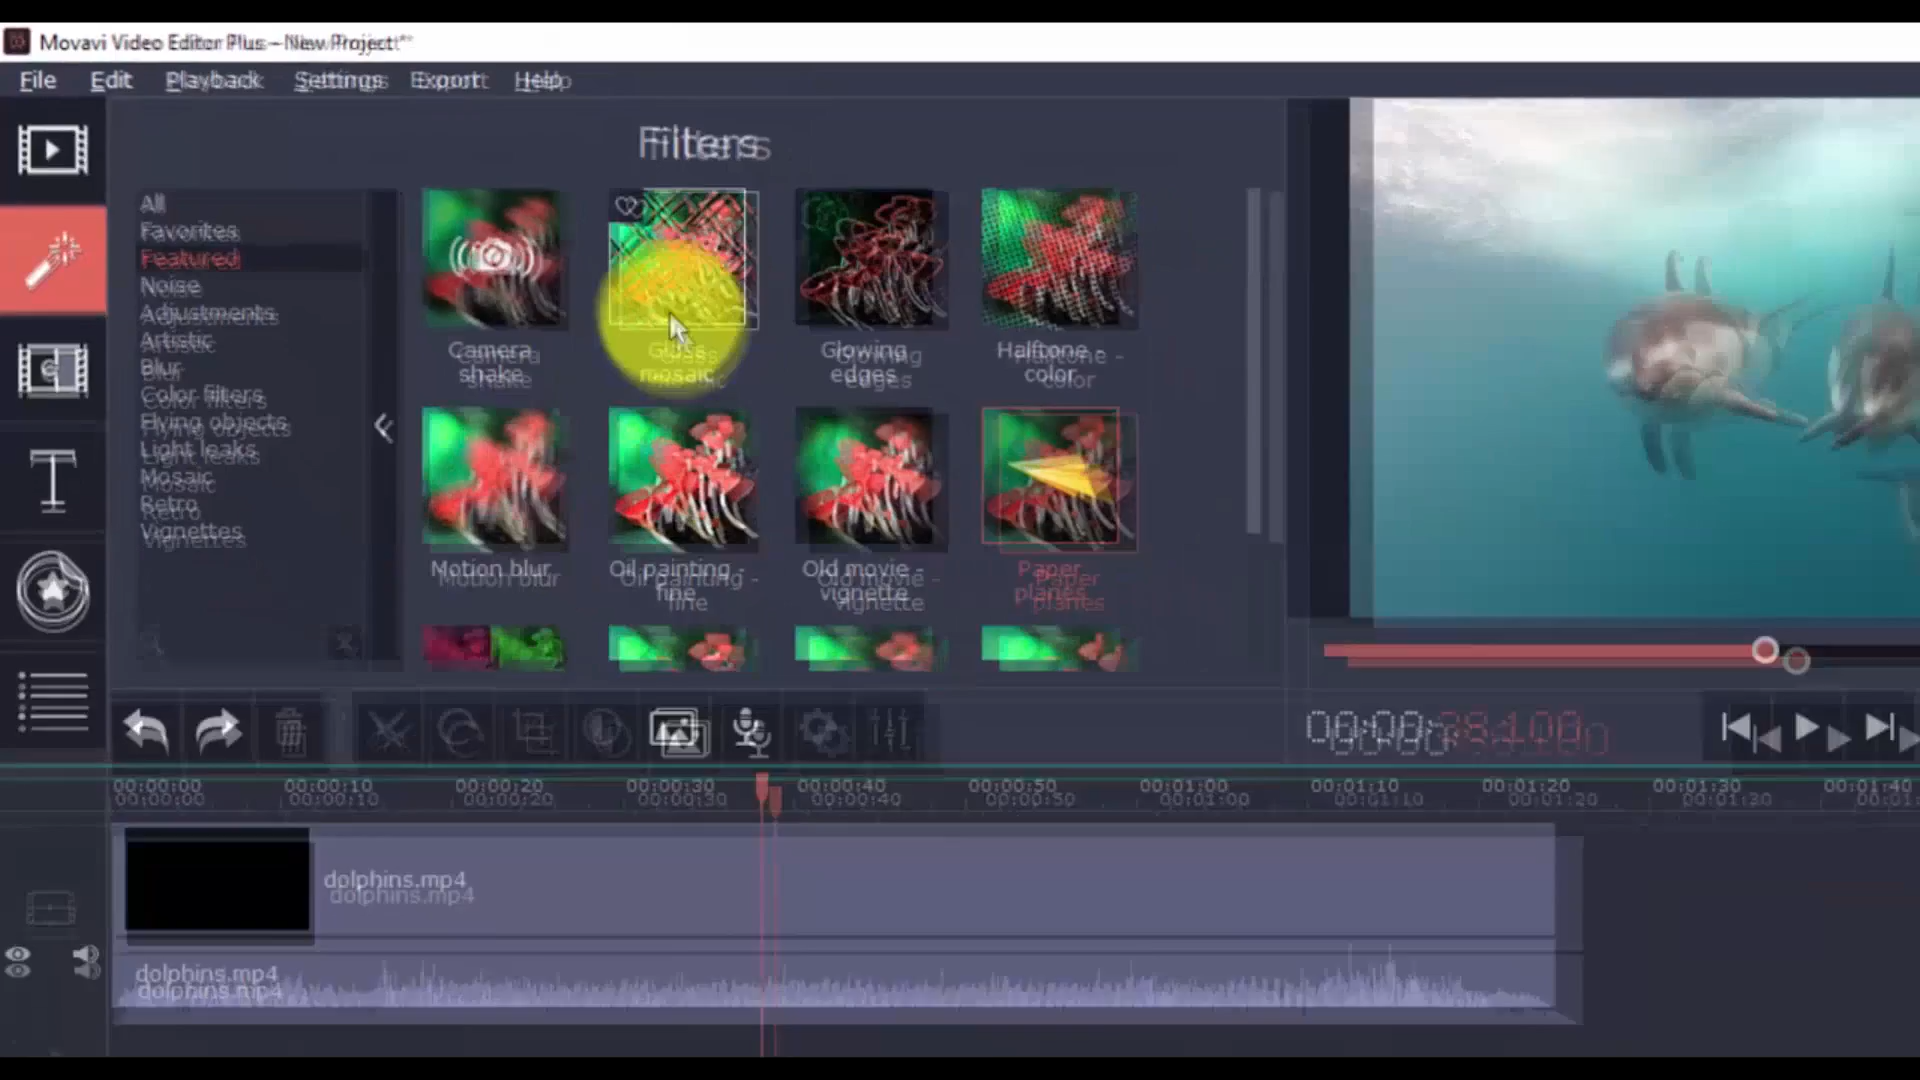 Movavi Video Editor Plus – New Project*
File Edit Playback Settings Export Help
Filters
All
Favorites
Featured
Noise
Adjustments
Artistic
Blur
Color filters
Flying objects
Light leaks
Mosaic
Retro
Vignettes
Camera shake
Glass mosaic
Glowing edges
Halftone - color
Motion blur
Oil painting - fine
Old movie - vignette
Paper planes
00:00:00 00:00:10 00:00:20 00:00:30 00:00:40 00:00:50 00:01:00 00:01:10 00:01:20 00:01:30 00:01:40
dolphins.mp4
dolphins.mp4